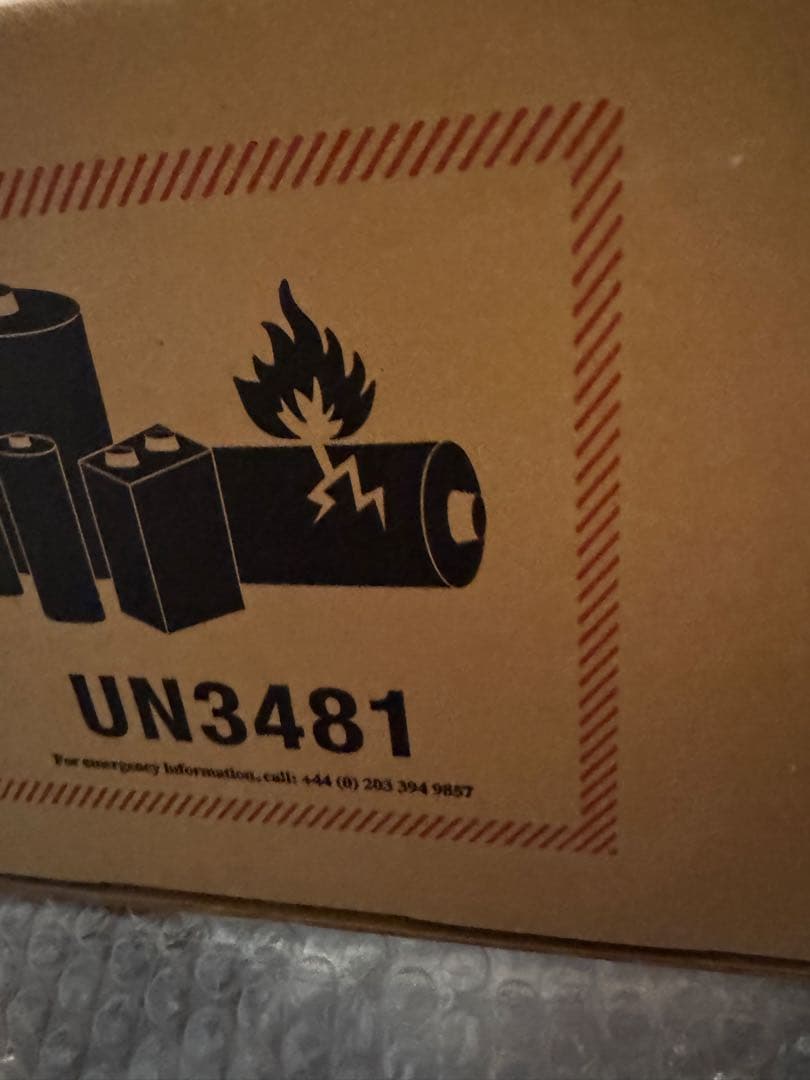 UN3481
For emergency information, call: +44 (0) 203 394 9857